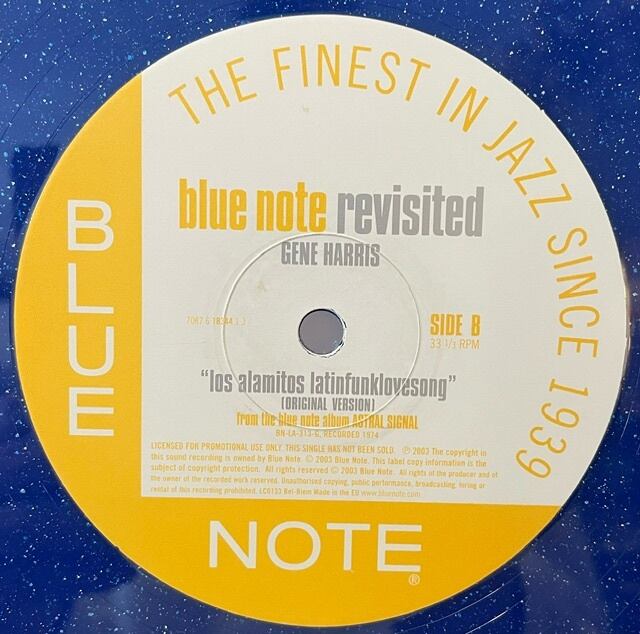 THE FINEST IN JAZZ SINCE 1939
BLUE
blue note revisited
GENE HARRIS
SIDE B
33 1/3 RPM
“los alamitos latinfunklovesong”
(ORIGINAL VERSION)
from the blue note album ASTRAL SIGNAL
BN-LA-313-G, RECORDED 1974
LICENSED FOR PROMOTIONAL USE ONLY. THIS SINGLE HAS NOT BEEN SOLD. ℗ 2003 The copyright in
this sound recording is owned by Blue Note. © 2003 Blue Note. This label copy information is the
subject of copyright protection. All rights reserved © 2003 Blue Note. All rights of the producer and of
the owner of the recorded work reserved. Unauthorised copying, public performance, broadcasting, hiring or
rental of this recording prohibited. LC0133 Bel-Biem Made in the EU www.bluenote.com
NOTE®